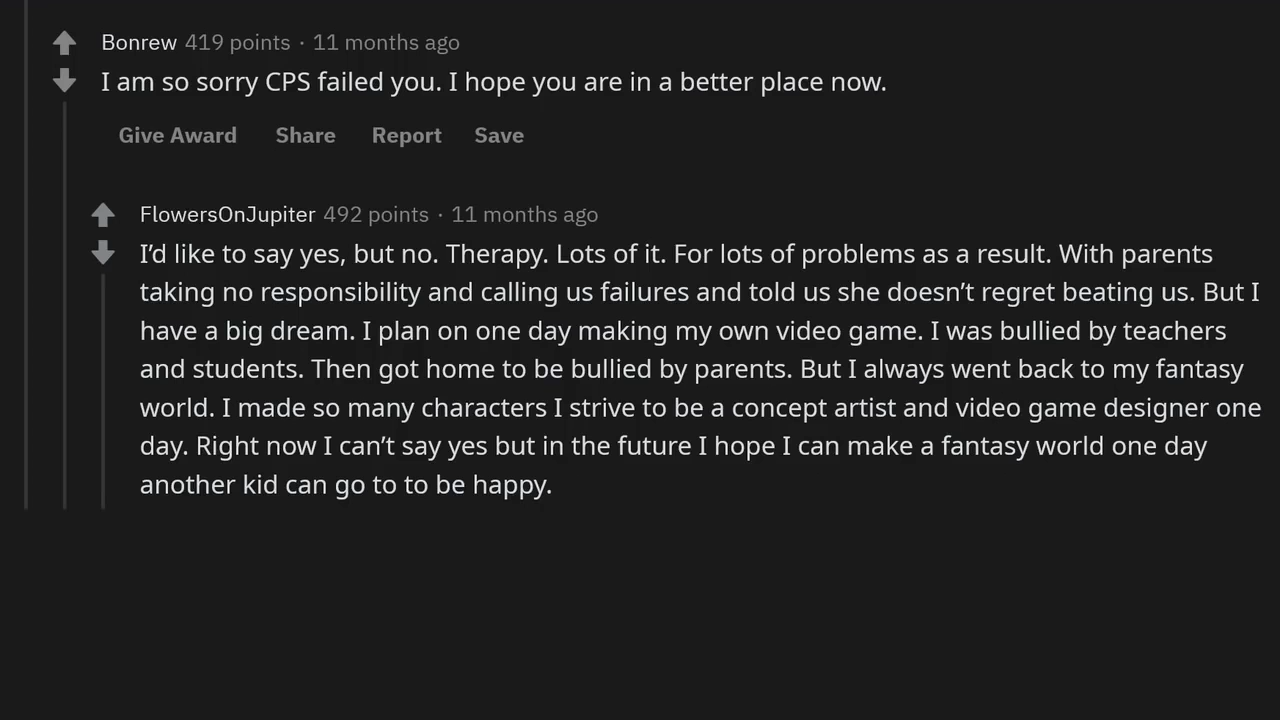 Bonrew 419 points · 11 months ago
I am so sorry CPS failed you. I hope you are in a better place now.
Give Award Share Report Save
FlowersOnJupiter 492 points · 11 months ago
I’d like to say yes, but no. Therapy. Lots of it. For lots of problems as a result. With parents
taking no responsibility and calling us failures and told us she doesn’t regret beating us. But I
have a big dream. I plan on one day making my own video game. I was bullied by teachers
and students. Then got home to be bullied by parents. But I always went back to my fantasy
world. I made so many characters I strive to be a concept artist and video game designer one
day. Right now I can’t say yes but in the future I hope I can make a fantasy world one day
another kid can go to to be happy.